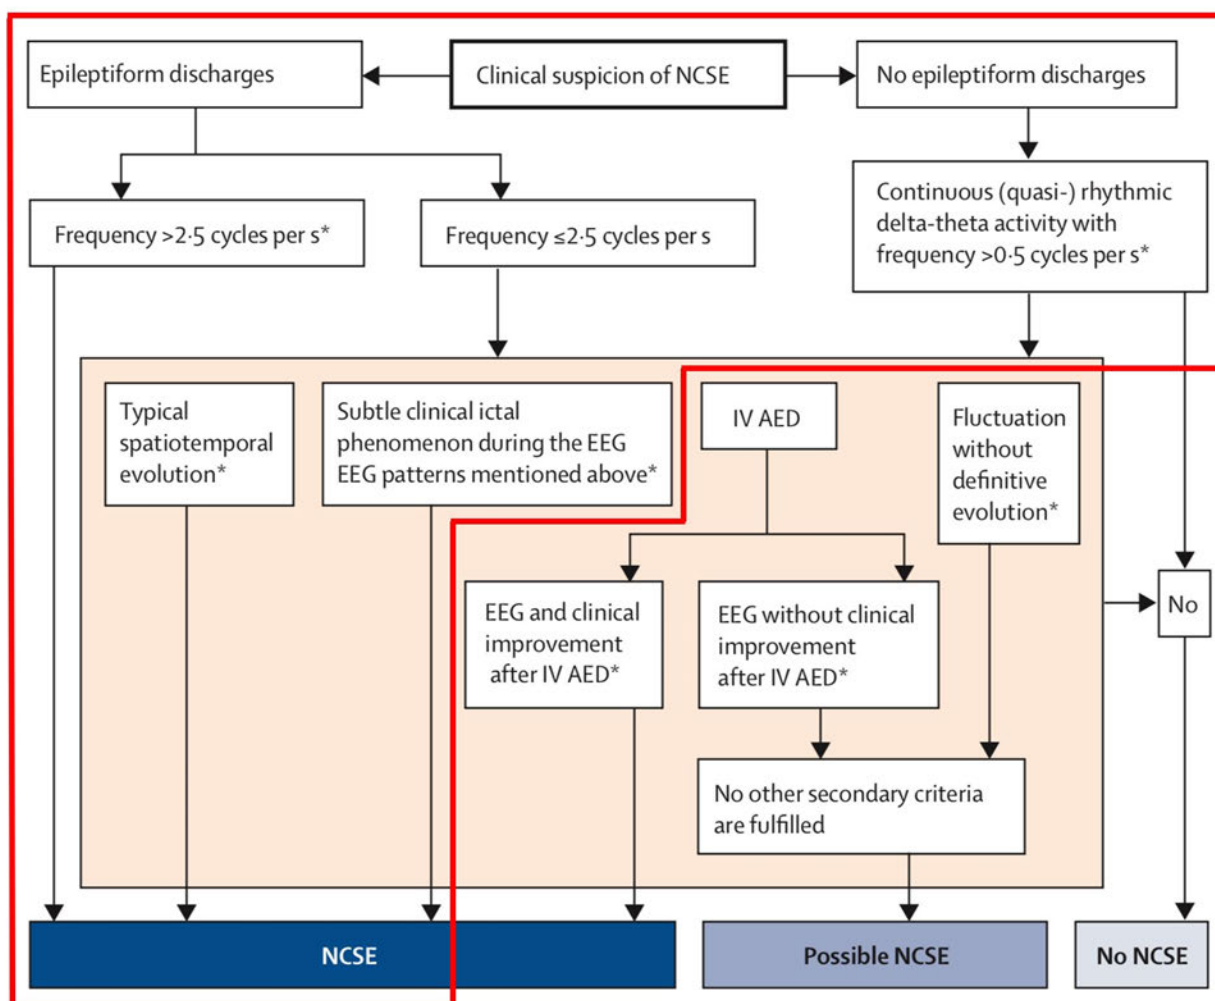 Epileptiform discharges
Clinical suspicion of NCSE
No epileptiform discharges
Frequency >2·5 cycles per s*
Frequency ≤2·5 cycles per s
Continuous (quasi-) rhythmic
delta-theta activity with
frequency >0·5 cycles per s*
Typical
spatiotemporal
evolution*
Subtle clinical ictal
phenomenon during the EEG
EEG patterns mentioned above*
IV AED
Fluctuation
without
definitive
evolution*
EEG and clinical
improvement
after IV AED*
EEG without clinical
improvement
after IV AED*
No
No other secondary criteria
are fulfilled
NCSE
Possible NCSE
No NCSE